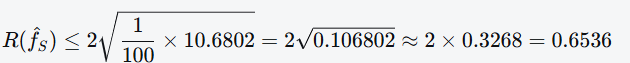 R(f̂_S) ≤ 2√(1/100 × 10.6802) = 2√0.106802 ≈ 2 × 0.3268 = 0.6536